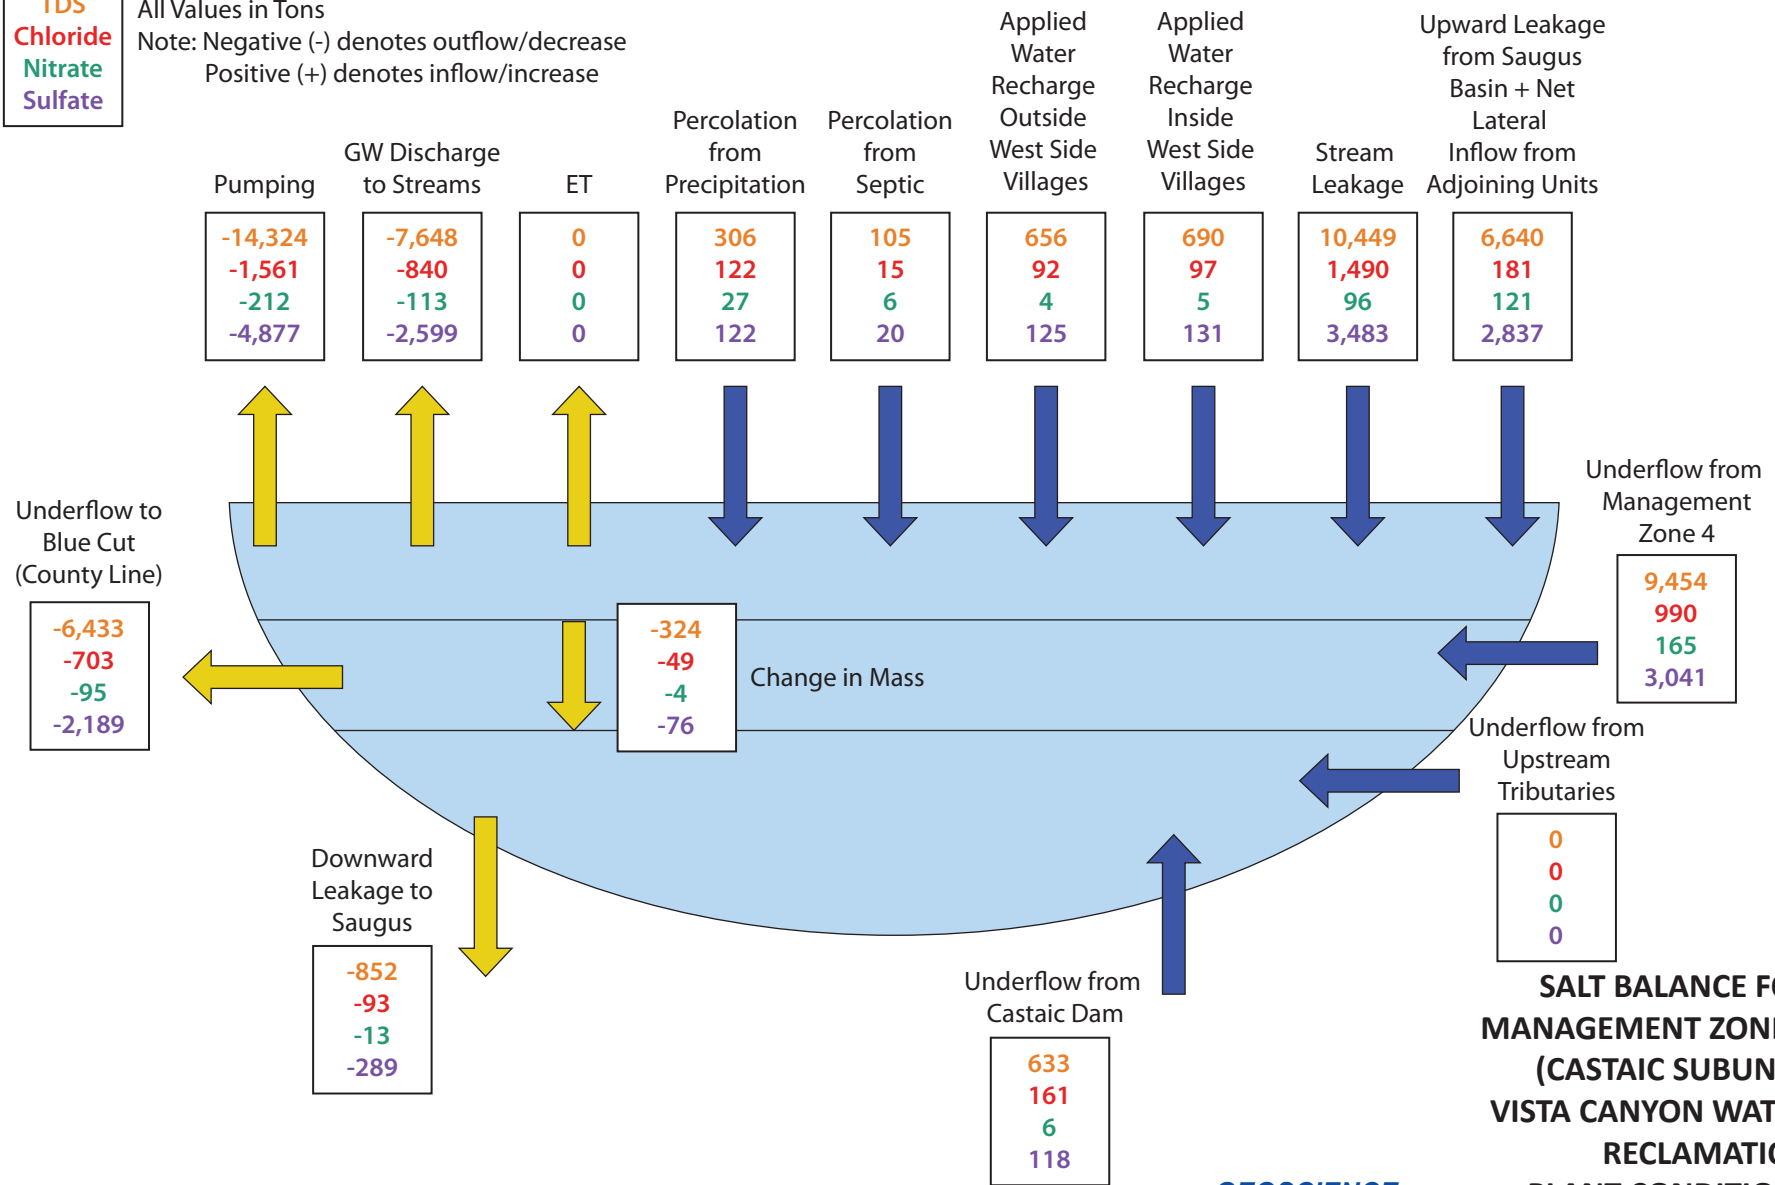 TDS
Chloride
Nitrate
Sulfate
All Values in Tons
Note: Negative (-) denotes outflow/decrease
Positive (+) denotes inflow/increase
Pumping
-14,324
-1,561
-212
-4,877
GW Discharge
to Streams
-7,648
-840
-113
-2,599
ET
0
0
0
0
Percolation
from
Precipitation
306
122
27
122
Percolation
from
Septic
105
15
6
20
Applied
Water
Recharge
Outside
West Side
Villages
656
92
4
125
Applied
Water
Recharge
Inside
West Side
Villages
690
97
5
131
Stream
Leakage
10,449
1,490
96
3,483
Upward Leakage
from Saugus
Basin + Net
Lateral
Inflow from
Adjoining Units
6,640
181
121
2,837
Underflow to
Blue Cut
(County Line)
-6,433
-703
-95
-2,189
-324
-49
-4
-76
Change in Mass
Underflow from
Management
Zone 4
9,454
990
165
3,041
Underflow from
Upstream
Tributaries
0
0
0
0
Downward
Leakage to
Saugus
-852
-93
-13
-289
Underflow from
Castaic Dam
633
161
6
118
SALT BALANCE
MANAGEMENT
(CASTAIC
VISTA CANYON
GEOSCIENCE